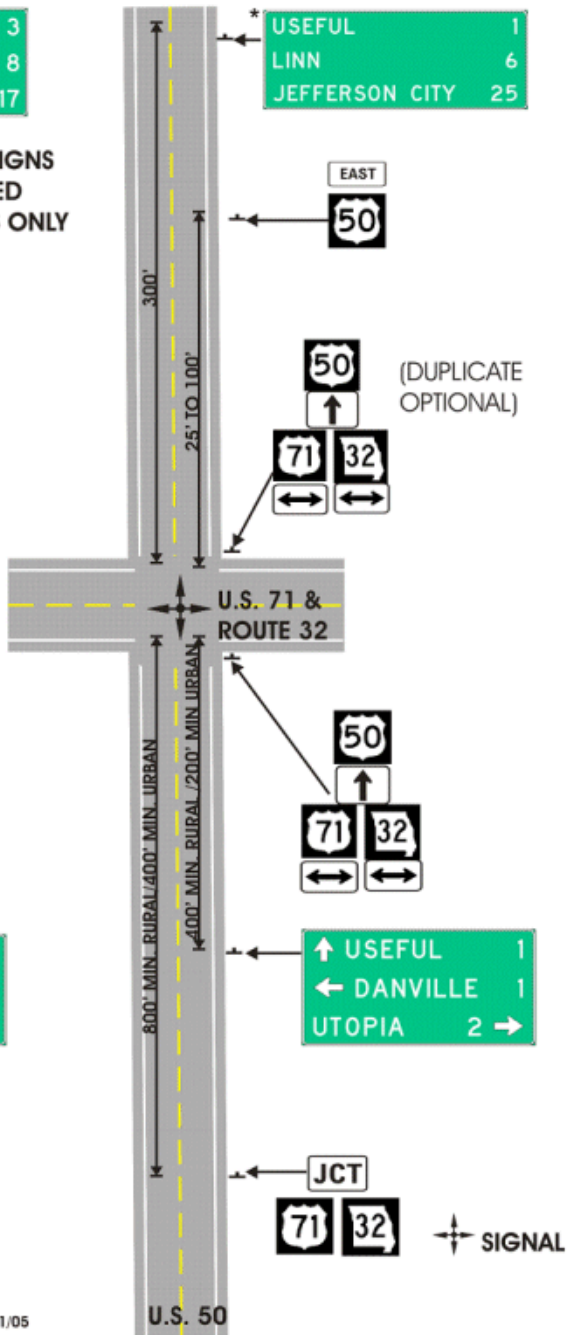 3
8
17
IGNS
ED
ONLY
*
USEFUL 1
LINN 6
JEFFERSON CITY 25
EAST
50
300'
25' TO 100'
50
71 32
(DUPLICATE
OPTIONAL)
U.S. 71 &
ROUTE 32
800' MIN. RURAL/400' MIN. URBAN
400' MIN. RURAL/200' MIN URBAN
50
71 32
↑ USEFUL 1
← DANVILLE 1
UTOPIA 2 →
JCT
71 32
SIGNAL
1/05
U.S. 50